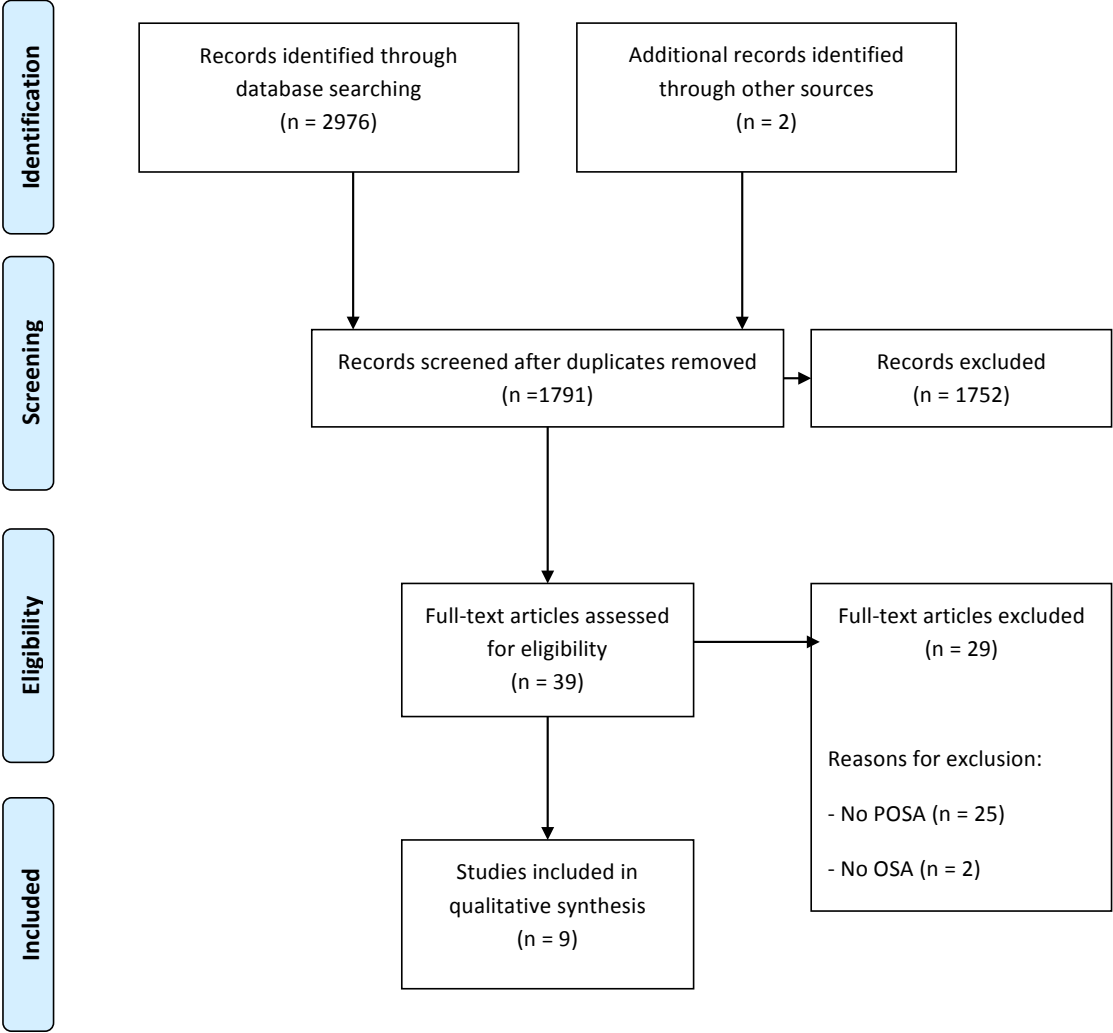 Identification
Records identified through
database searching
(n = 2976)
Additional records identified
through other sources
(n = 2)
Screening
Records screened after duplicates removed
(n =1791)
Records excluded
(n = 1752)
Eligibility
Full-text articles assessed
for eligibility
(n = 39)
Full-text articles excluded
(n = 29)
Reasons for exclusion:
- No POSA (n = 25)
- No OSA (n = 2)
Included
Studies included in
qualitative synthesis
(n = 9)